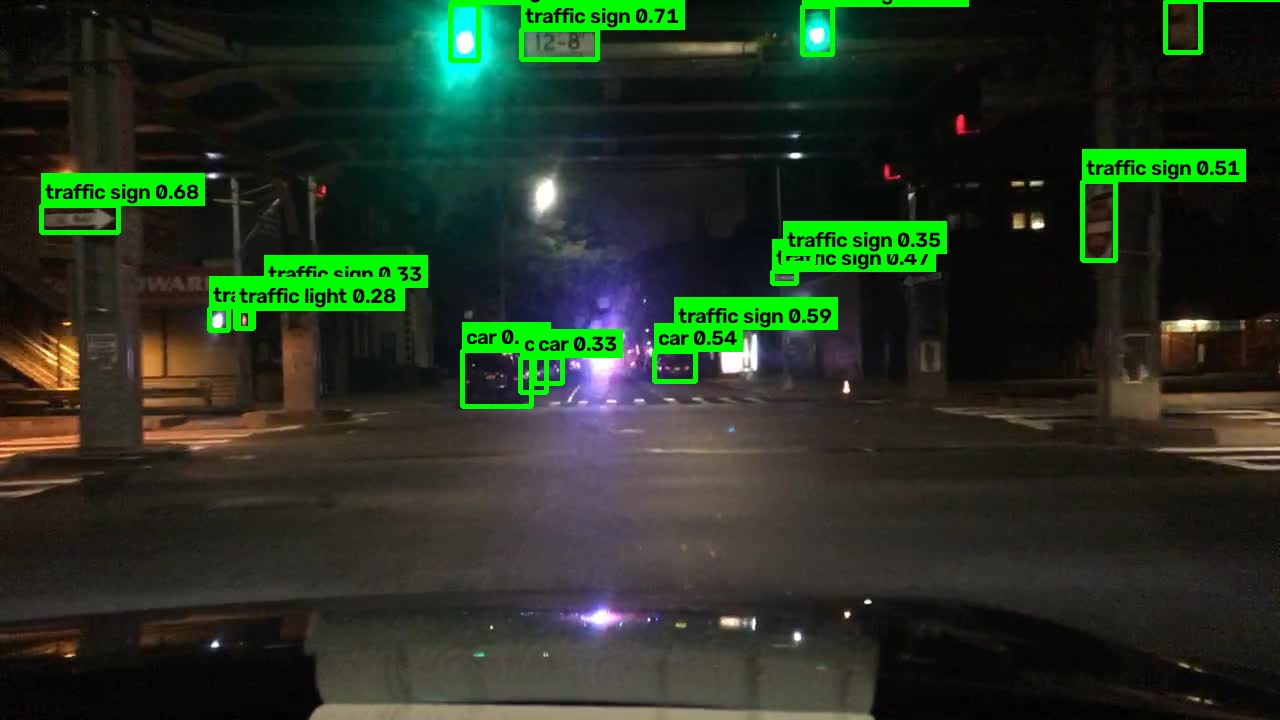 traffic sign 0.71
12-8"
traffic sign 0.51
traffic sign 0.68
traffic sign 0.35
traffic sign 0.47
traffic sign 0.33
traffic light 0.28
traffic sign 0.59
car 0.
car 0.33
car 0.54